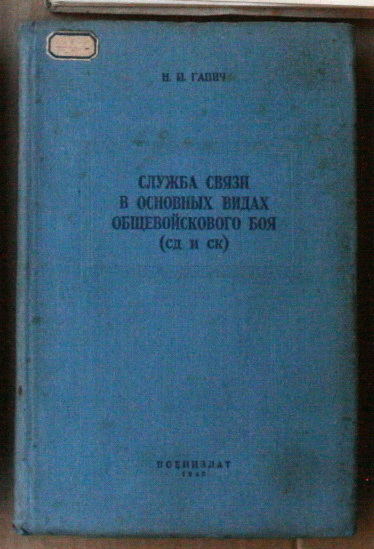 Н. И. ГАПИЧ
СЛУЖБА СВЯЗИ
В ОСНОВНЫХ ВИДАХ
ОБЩЕВОЙСКОВОГО БОЯ
(СД И СК)
ВОЕНИЗДАТ